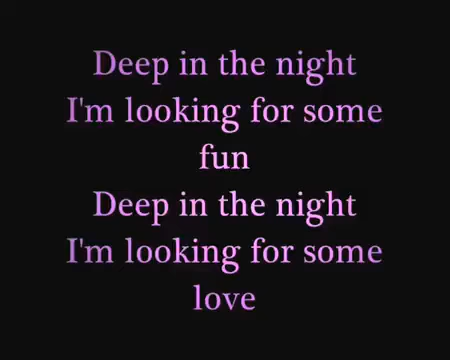 Deep in the night
I'm looking for some
fun
Deep in the night
I'm looking for some
love